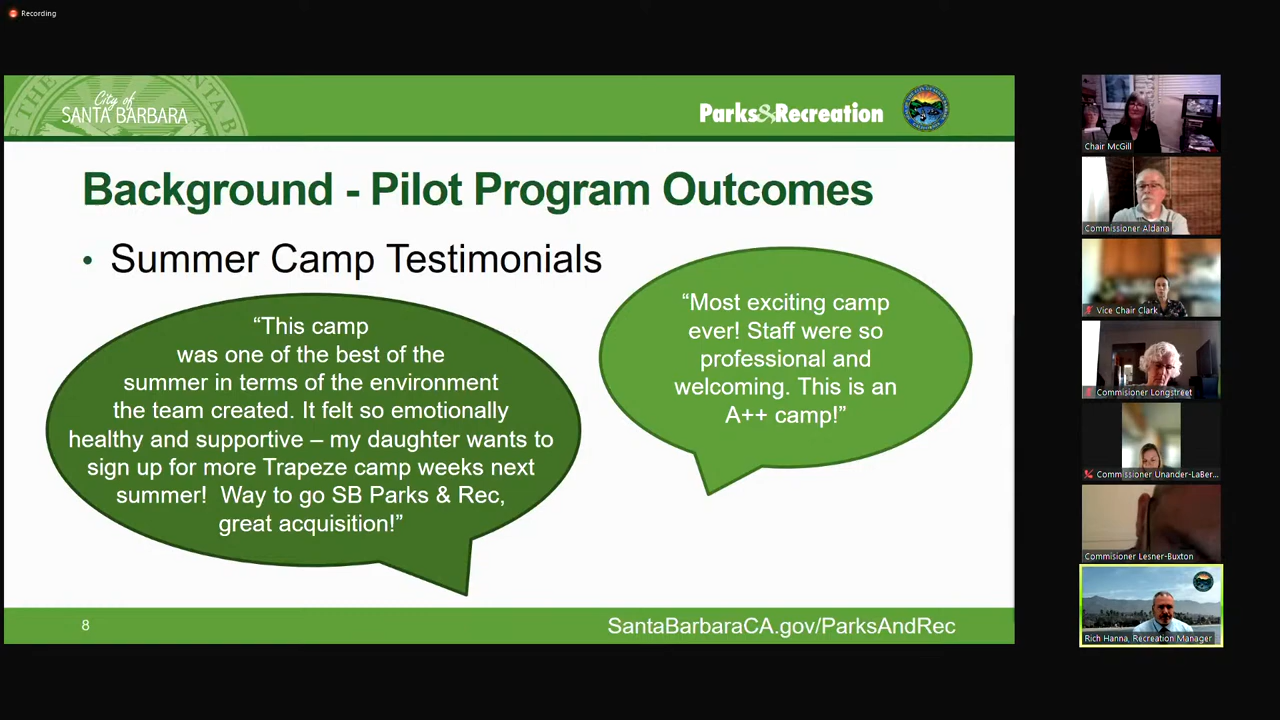 Recording
City of
SANTA BARBARA
Parks&Recreation
Background - Pilot Program Outcomes
• Summer Camp Testimonials
“This camp
was one of the best of the
summer in terms of the environment
the team created. It felt so emotionally
healthy and supportive – my daughter wants to
sign up for more Trapeze camp weeks next
summer!  Way to go SB Parks & Rec,
great acquisition!”
“Most exciting camp
ever! Staff were so
professional and
welcoming. This is an
A++ camp!”
8
SantaBarbaraCA.gov/ParksAndRec
Chair McGill
Commissioner Aldana
Vice Chair Clark
Commisioner Longstreet
Commissioner Unander-LaBer...
Commisioner Lesner-Buxton
Rich Hanna, Recreation Manager